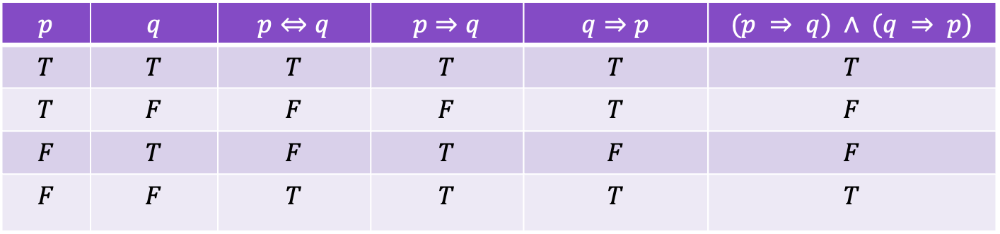 p q p ⇔ q p ⇒ q q ⇒ p (p ⇒ q) ∧ (q ⇒ p)
T T T T T T
T F F F T F
F T F T F F
F F T T T T